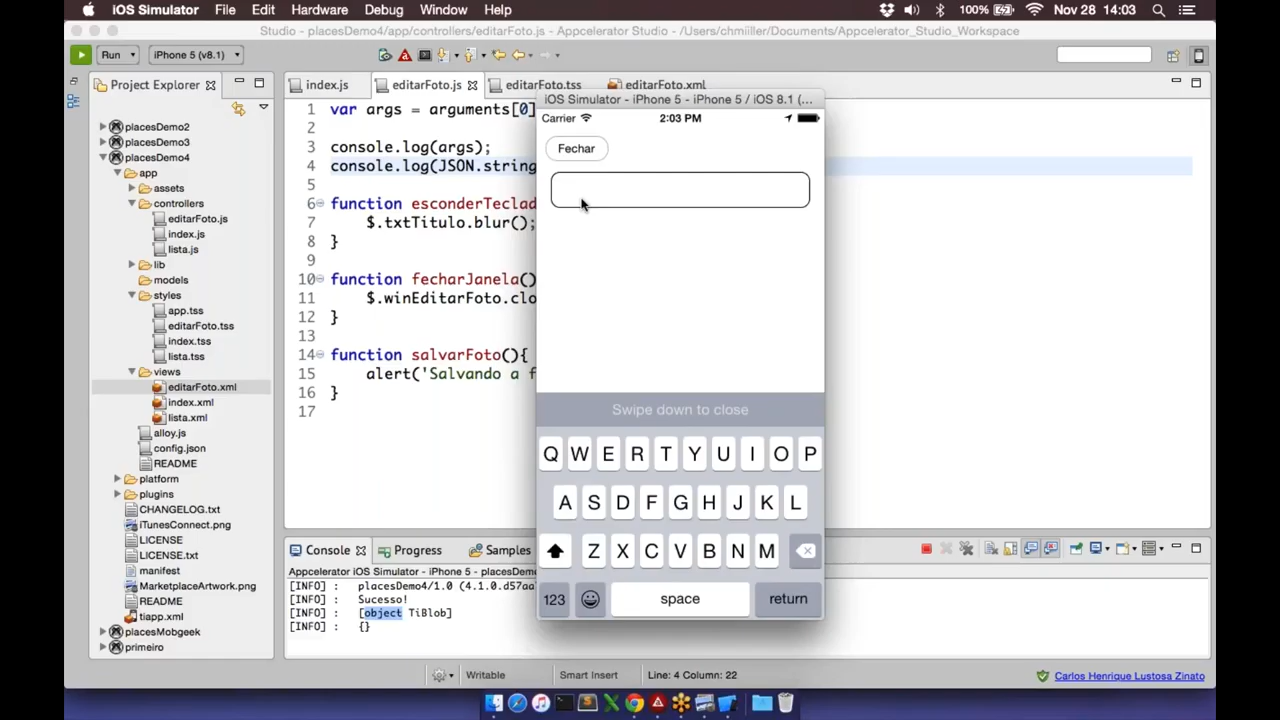 iOS Simulator File Edit Hardware Debug Window Help 100% Nov 28 14:03
Studio - placesDemo4/app/controllers/editarFoto.js - Appcelerator Studio - /Users/chmiiller/Documents/Appcelerator_Studio_Workspace
Run iPhone 5 (v8.1)
Project Explorer
placesDemo2
placesDemo3
placesDemo4
app
assets
controllers
editarFoto.js
index.js
lista.js
lib
models
styles
app.tss
editarFoto.tss
index.tss
lista.tss
views
editarFoto.xml
index.xml
lista.xml
alloy.js
config.json
README
platform
plugins
CHANGELOG.txt
iTunesConnect.png
LICENSE
LICENSE.txt
manifest
MarketplaceArtwork.png
README
tiapp.xml
placesMobgeek
primeiro
index.js editarFoto.js editarFoto.tss editarFoto.xml
1 var args = arguments[0]
2
3 console.log(args);
4 console.log(JSON.string
5
6 function esconderTeclad
7 $.txtTitulo.blur();
8 }
9
10 function fecharJanela()
11 $.winEditarFoto.clo
12 }
13
14 function salvarFoto(){
15 alert('Salvando a f
16 }
17
iOS Simulator - iPhone 5 - iPhone 5 / iOS 8.1 (...
Carrier 2:03 PM
Fechar
Swipe down to close
Q W E R T Y U I O P
A S D F G H J K L
Z X C V B N M
123 space return
Console Progress Samples
Appcelerator iOS Simulator - iPhone 5 - placesDemo
[INFO] : placesDemo4/1.0 (4.1.0.d57aa
[INFO] : Sucesso!
[INFO] : [object TiBlob]
[INFO] : {}
Writable Smart Insert Line: 4 Column: 22
Carlos Henrique Lustosa Zinato